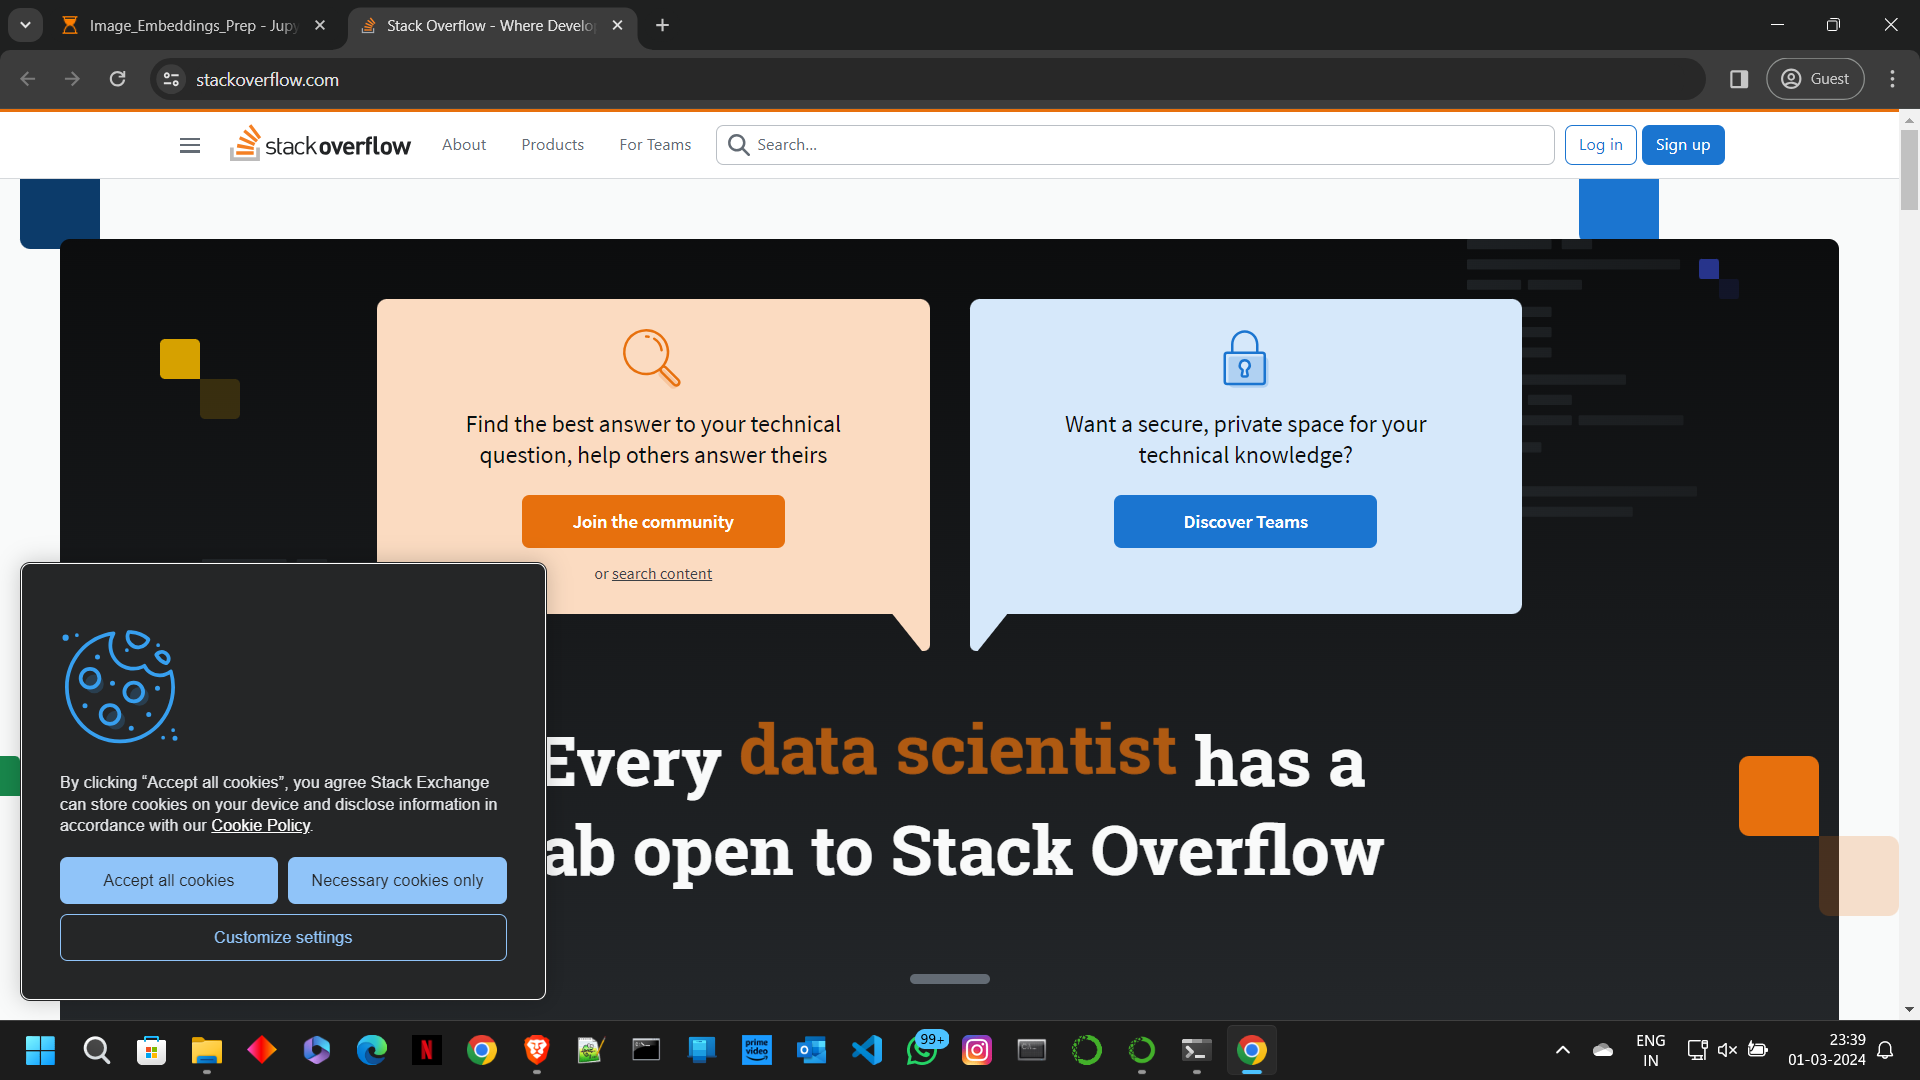 Image_Embeddings_Prep - Jupy
Stack Overflow - Where Develo
stackoverflow.com
Guest
stackoverflow
About
Products
For Teams
Search...
Log in
Sign up
Find the best answer to your technical
question, help others answer theirs
Join the community
or search content
Want a secure, private space for your
technical knowledge?
Discover Teams
Every data scientist has a
ab open to Stack Overflow
By clicking “Accept all cookies”, you agree Stack Exchange
can store cookies on your device and disclose information in
accordance with our Cookie Policy.
Accept all cookies
Necessary cookies only
Customize settings
N
prime
video
99+
ENG
IN
23:39
01-03-2024